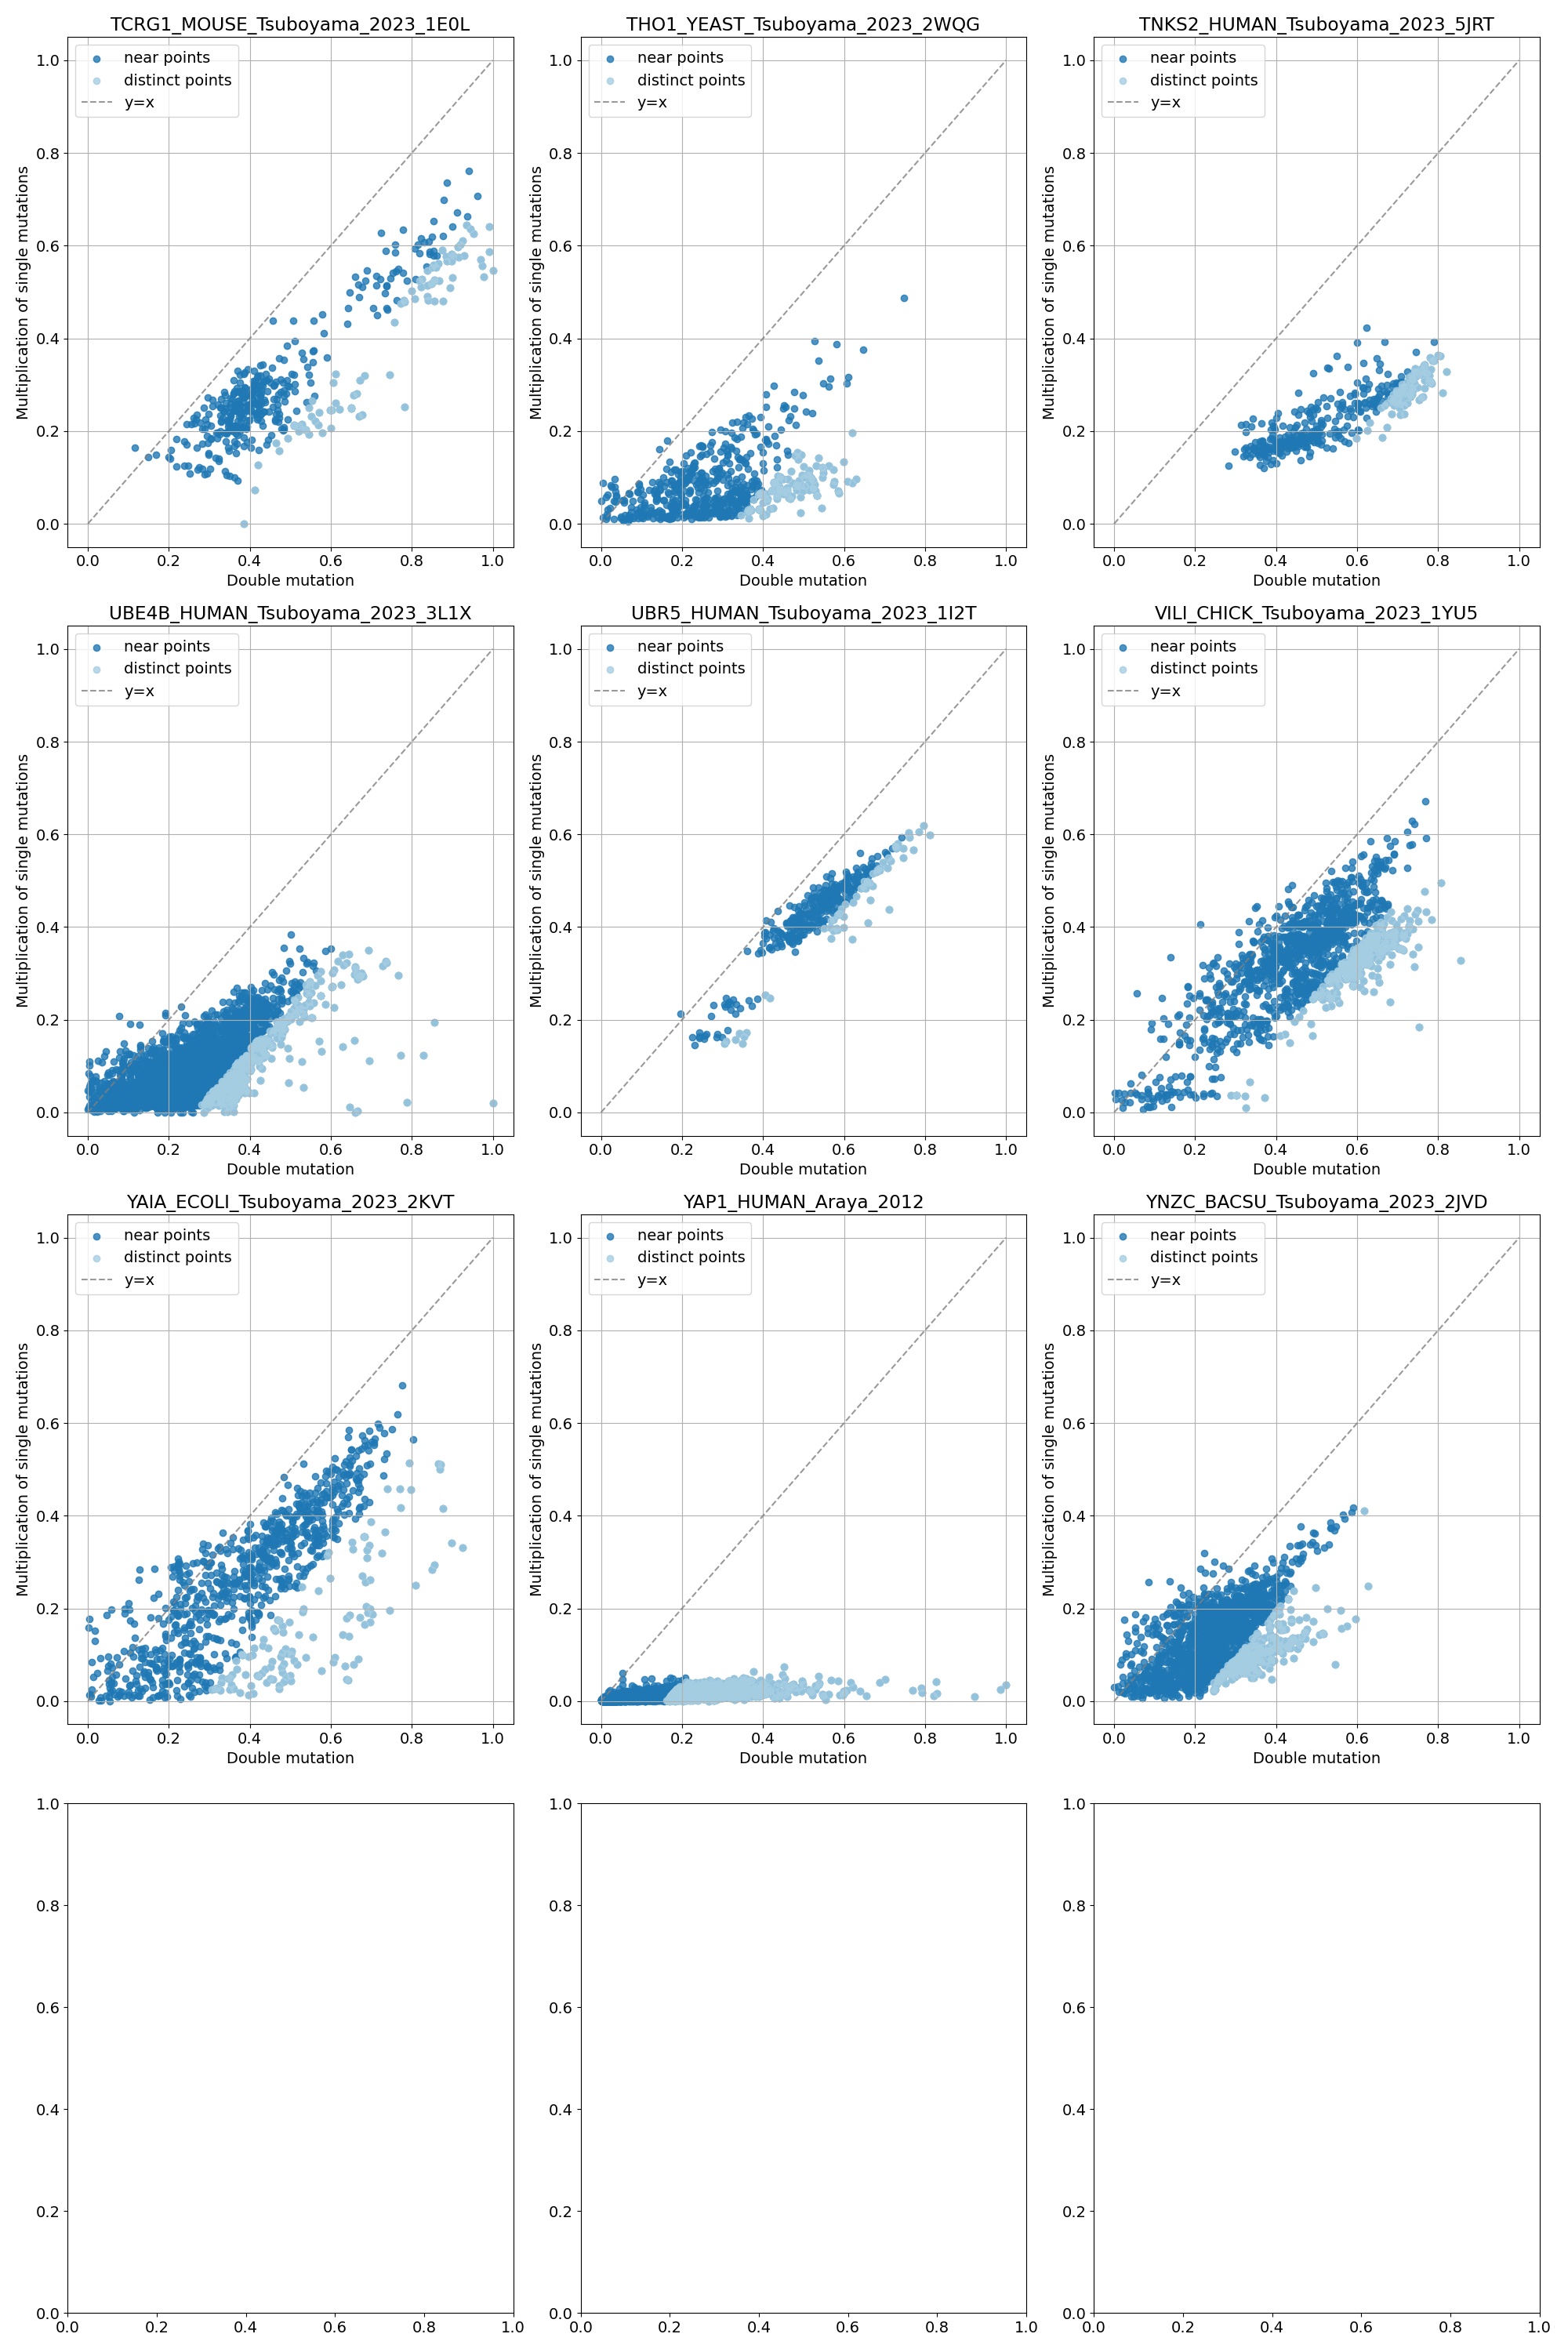 TCRG1_MOUSE_Tsuboyama_2023_1E0L
near points
distinct points
y=x
Multiplication of single mutations
1.0
0.8
0.6
0.4
0.2
0.0
0.0 0.2 0.4 0.6 0.8 1.0
Double mutation
THO1_YEAST_Tsuboyama_2023_2WQG
near points
distinct points
y=x
Multiplication of single mutations
1.0
0.8
0.6
0.4
0.2
0.0
0.0 0.2 0.4 0.6 0.8 1.0
Double mutation
TNKS2_HUMAN_Tsuboyama_2023_5JRT
near points
distinct points
y=x
Multiplication of single mutations
1.0
0.8
0.6
0.4
0.2
0.0
0.0 0.2 0.4 0.6 0.8 1.0
Double mutation
UBE4B_HUMAN_Tsuboyama_2023_3L1X
near points
distinct points
y=x
Multiplication of single mutations
1.0
0.8
0.6
0.4
0.2
0.0
0.0 0.2 0.4 0.6 0.8 1.0
Double mutation
UBR5_HUMAN_Tsuboyama_2023_1I2T
near points
distinct points
y=x
Multiplication of single mutations
1.0
0.8
0.6
0.4
0.2
0.0
0.0 0.2 0.4 0.6 0.8 1.0
Double mutation
VILI_CHICK_Tsuboyama_2023_1YU5
near points
distinct points
y=x
Multiplication of single mutations
1.0
0.8
0.6
0.4
0.2
0.0
0.0 0.2 0.4 0.6 0.8 1.0
Double mutation
YAIA_ECOLI_Tsuboyama_2023_2KVT
near points
distinct points
y=x
Multiplication of single mutations
1.0
0.8
0.6
0.4
0.2
0.0
0.0 0.2 0.4 0.6 0.8 1.0
Double mutation
YAP1_HUMAN_Araya_2012
near points
distinct points
y=x
Multiplication of single mutations
1.0
0.8
0.6
0.4
0.2
0.0
0.0 0.2 0.4 0.6 0.8 1.0
Double mutation
YNZC_BACSU_Tsuboyama_2023_2JVD
near points
distinct points
y=x
Multiplication of single mutations
1.0
0.8
0.6
0.4
0.2
0.0
0.0 0.2 0.4 0.6 0.8 1.0
Double mutation
1.0
0.8
0.6
0.4
0.2
0.0
0.0 0.2 0.4 0.6 0.8 1.0
1.0
0.8
0.6
0.4
0.2
0.0
0.0 0.2 0.4 0.6 0.8 1.0
1.0
0.8
0.6
0.4
0.2
0.0
0.0 0.2 0.4 0.6 0.8 1.0